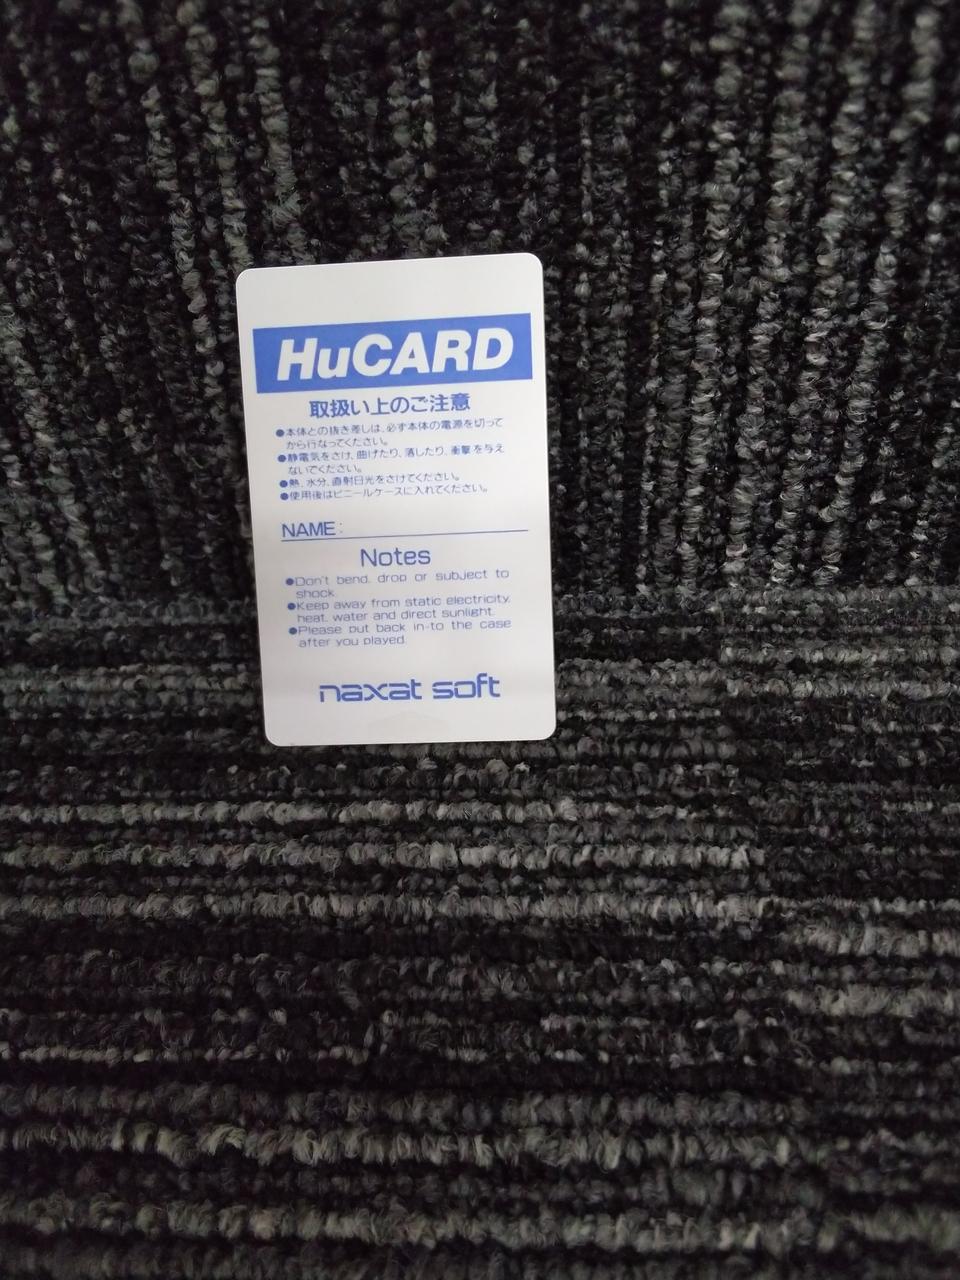 HuCARD
取扱い上のご注意
●本体との抜き差しは、必ず本体の電源を切って
から行なってください。
●静電気をさけ、曲げたり、落したり、衝撃を与え
ないでください。
●熱、水分、直射日光をさけてください。
●使用後はビニールケースに入れてください。
NAME:
Notes
●Don't bend. drop or subject to
shock.
●Keep away from static electricity.
heat. water and direct sunlight.
●Please put back in-to the case
after you played.
naxat soft